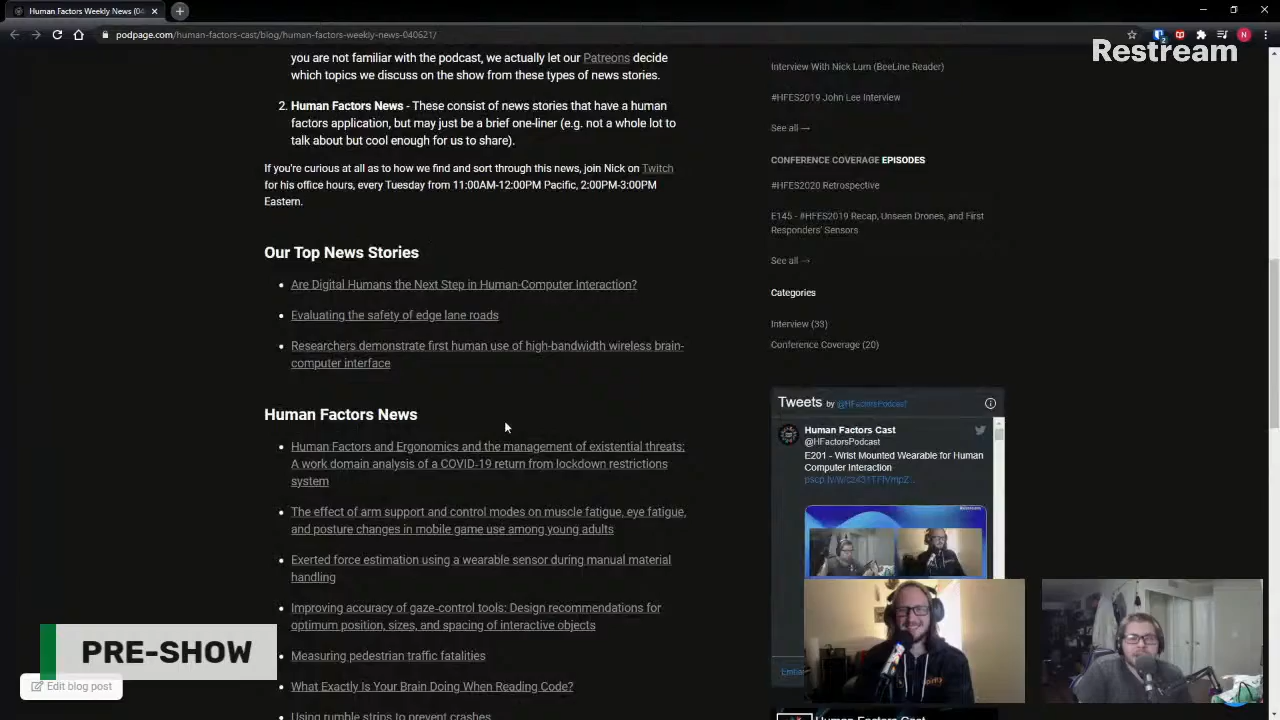 Human Factors Weekly News (04
podpage.com/human-factors-cast/blog/human-factors-weekly-news-040621/
Restream
you are not familiar with the podcast, we actually let our Patreons decide
which topics we discuss on the show from these types of news stories.
2. Human Factors News - These consist of news stories that have a human
factors application, but may just be a brief one-liner (e.g. not a whole lot to
talk about but cool enough for us to share).
If you're curious at all as to how we find and sort through this news, join Nick on Twitch
for his office hours, every Tuesday from 11:00AM-12:00PM Pacific, 2:00PM-3:00PM
Eastern.
Our Top News Stories
Are Digital Humans the Next Step in Human-Computer Interaction?
Evaluating the safety of edge lane roads
Researchers demonstrate first human use of high-bandwidth wireless brain-
computer interface
Human Factors News
Human Factors and Ergonomics and the management of existential threats:
A work domain analysis of a COVID-19 return from lockdown restrictions
system
The effect of arm support and control modes on muscle fatigue, eye fatigue,
and posture changes in mobile game use among young adults
Exerted force estimation using a wearable sensor during manual material
handling
Improving accuracy of gaze-control tools: Design recommendations for
optimum position, sizes, and spacing of interactive objects
Measuring pedestrian traffic fatalities
What Exactly Is Your Brain Doing When Reading Code?
Using rumble strips to prevent crashes
Interview With Nick Lum (BeeLine Reader)
#HFES2019 John Lee Interview
See all →
CONFERENCE COVERAGE EPISODES
#HFES2020 Retrospective
E145 - #HFES2019 Recap, Unseen Drones, and First
Responders' Sensors
See all →
Categories
Interview (33)
Conference Coverage (20)
Tweets by @HFactorsPodcast
Human Factors Cast
@HFactorsPodcast
E201 - Wrist Mounted Wearable for Human
Computer Interaction
Human Factors Cast
PRE-SHOW
Edit blog post